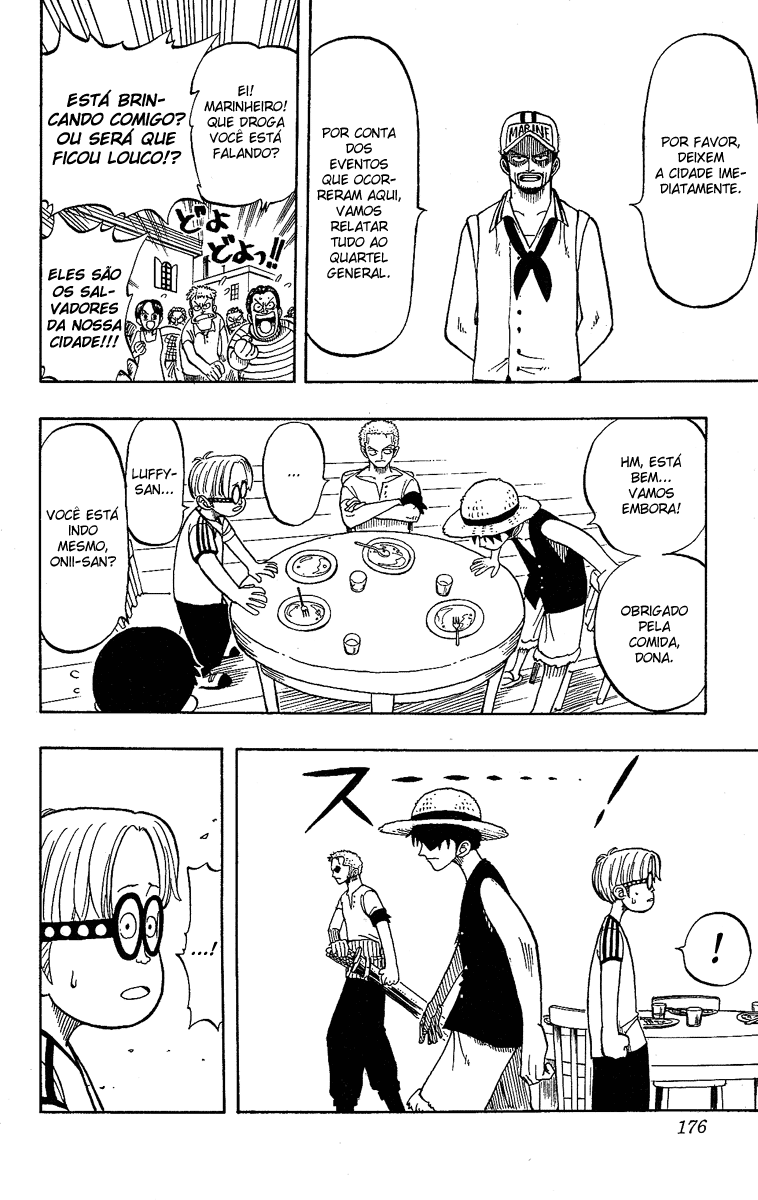 POR FAVOR,
DEIXEM
A CIDADE IME-
DIATAMENTE.
MARINE
POR CONTA
DOS
EVENTOS
QUE OCOR-
RERAM AQUI,
VAMOS
RELATAR
TUDO AO
QUARTEL
GENERAL.
EI!
MARINHEIRO!
QUE DROGA
VOCÊ ESTÁ
FALANDO?
ESTÁ BRIN-
CANDO COMIGO?
OU SERÁ QUE
FICOU LOUCO!?
どよ
どよっ!!
ELES SÃO
OS SAL-
VADORES
DA NOSSA
CIDADE!!!
HM, ESTÁ
BEM...
VAMOS
EMBORA!
OBRIGADO
PELA
COMIDA,
DONA.
...
LUFFY-
SAN...
VOCÊ ESTÁ
INDO
MESMO,
ONII-SAN?
ス
!
....!
176